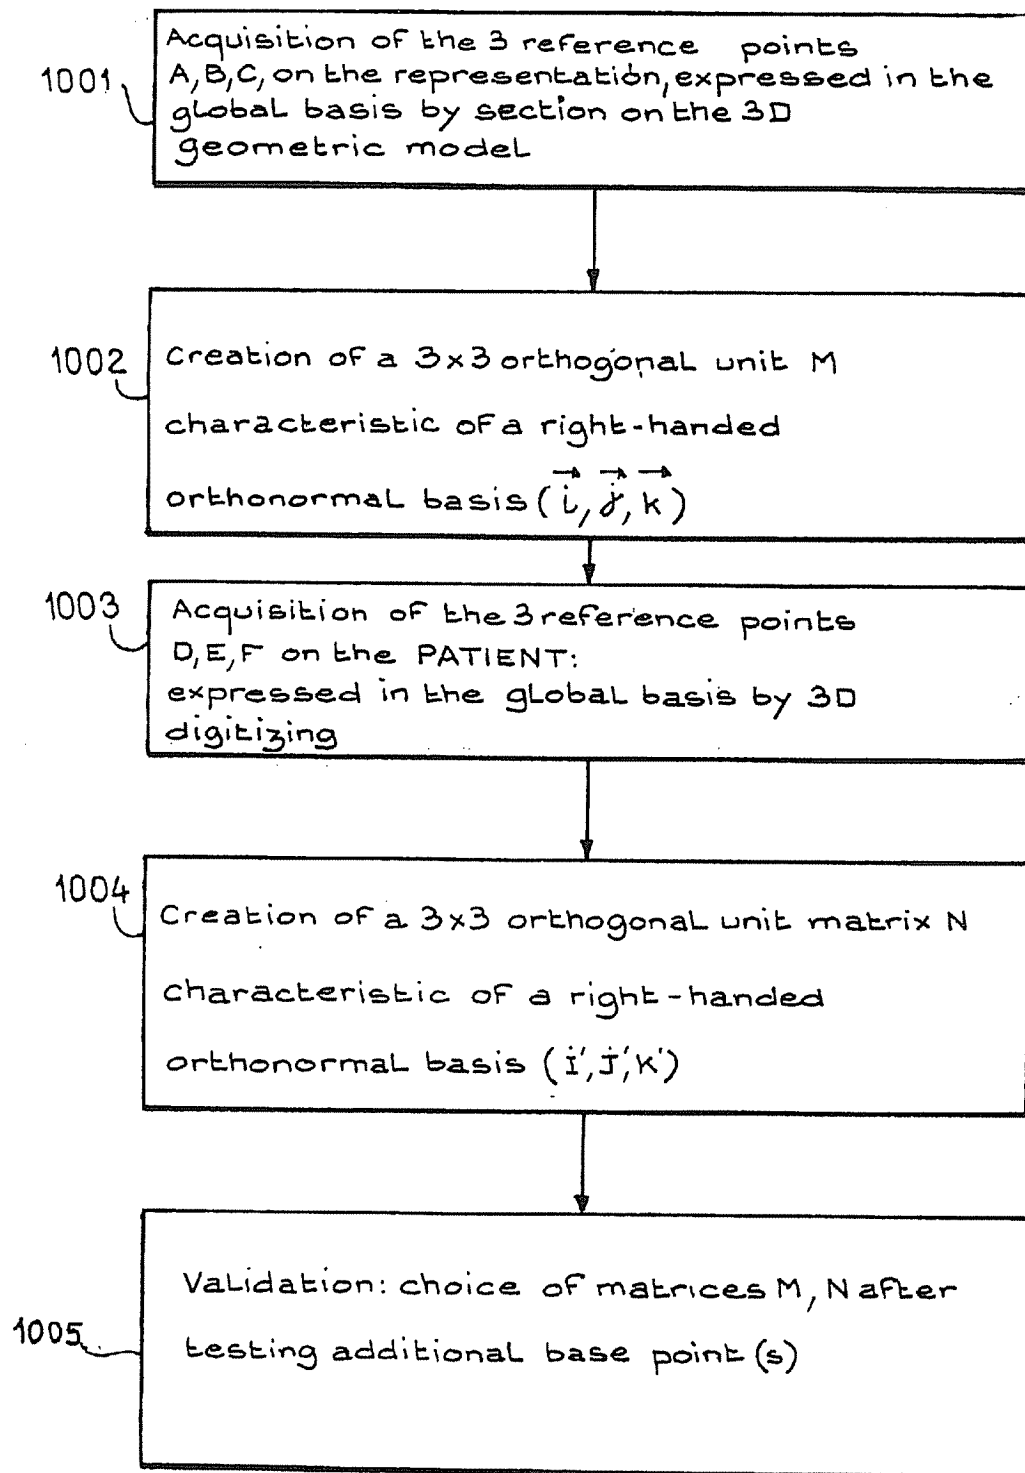 Acquisition of the 3 reference points
1001 A,B,C, on the representation, expressed in the
global basis by section on the 3D
geometric model
1002 Creation of a 3x3 orthogonal unit M
characteristic of a right-handed
orthonormal basis (i⃗, j⃗, k⃗)
1003 Acquisition of the 3 reference points
D,E,F on the PATIENT:
expressed in the global basis by 3D
digitizing
1004 Creation of a 3x3 orthogonal unit matrix N
characteristic of a right-handed
orthonormal basis (i',j',k')
Validation: choice of matrices M, N after
1005 testing additional base point(s)